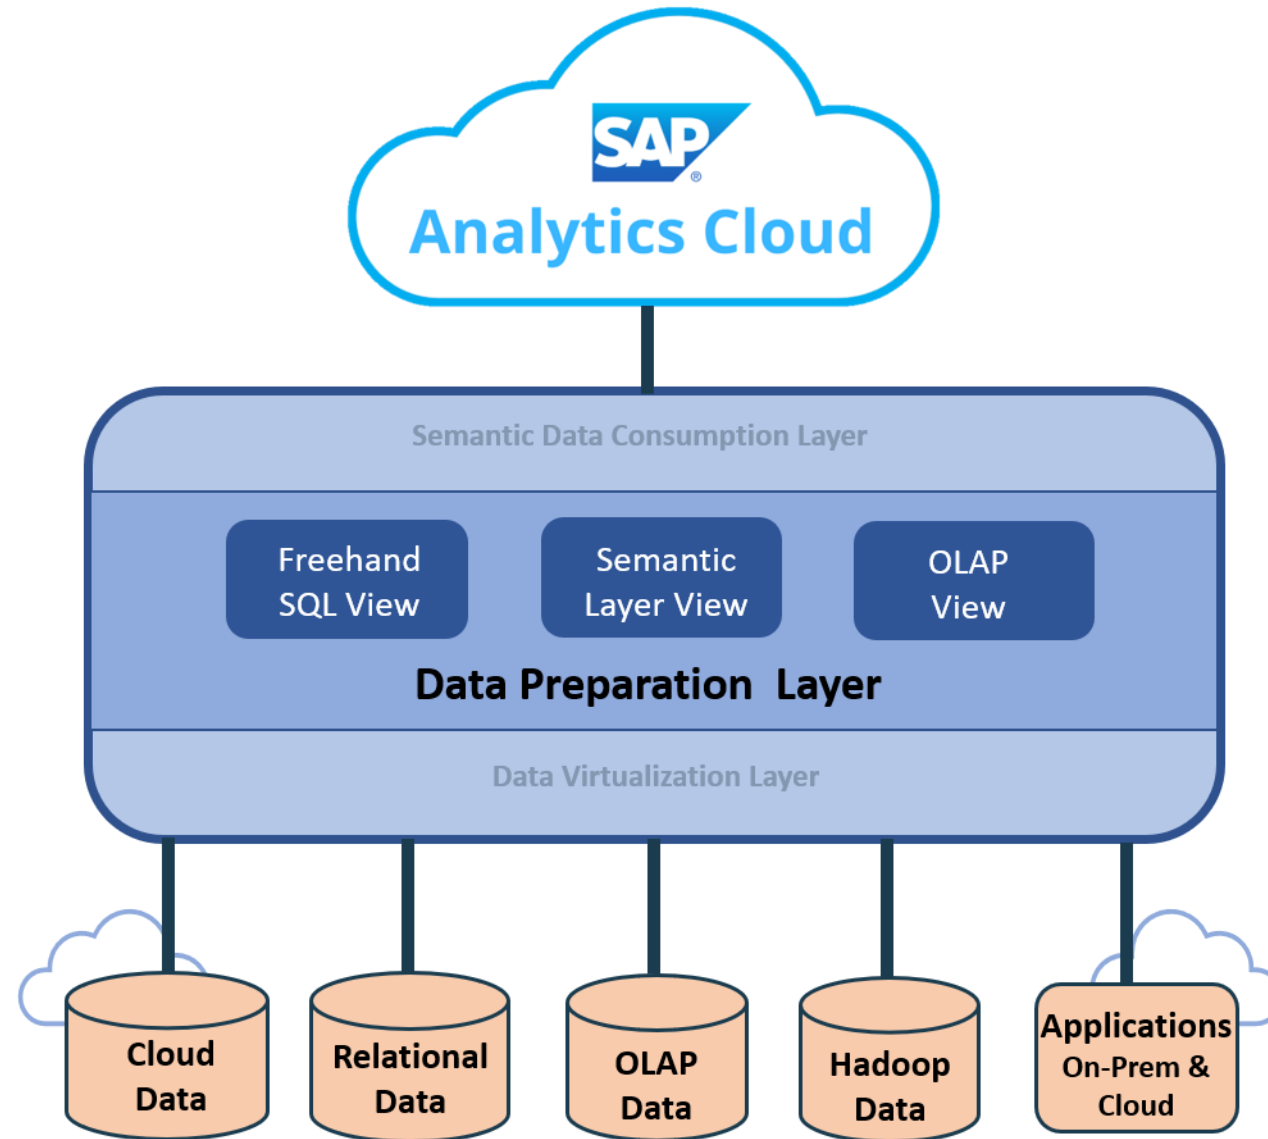 SAP
®
Analytics Cloud
Semantic Data Consumption Layer
Freehand
SQL View
Semantic
Layer View
OLAP
View
Data Preparation Layer
Data Virtualization Layer
Cloud
Data
Relational
Data
OLAP
Data
Hadoop
Data
Applications
On-Prem &
Cloud